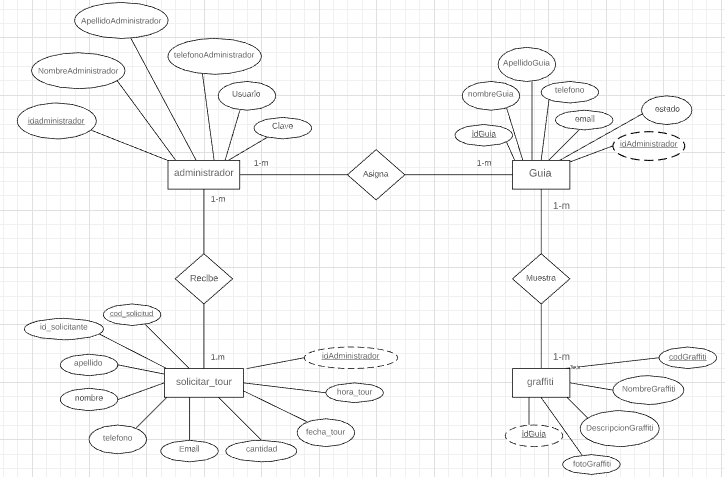 ApellidoAdministrador
NombreAdministrador
telefonoAdministrador
idadministrador
Usuario
Clave
ApellidoGuia
nombreGuia
telefono
estado
idGuia
email
idAdministrador
administrador
1-m
Asigna
1-m
Guia
1-m
1-m
Recibe
Muestra
cod_solicitud
id_solicitante
apellido
nombre
telefono
Email
cantidad
fecha_tour
hora_tour
idAdministrador
1.m
solicitar_tour
1-m
graffiti
codGraffiti
NombreGraffiti
DescripcionGraffiti
idGuia
fotoGraffiti